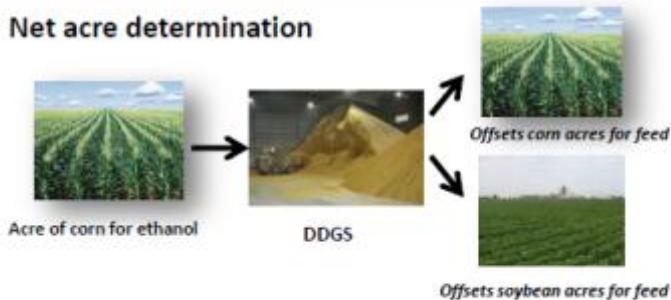 Net acre determination
Offsets corn acres for feed
Acre of corn for ethanol
DDGS
Offsets soybean acres for feed